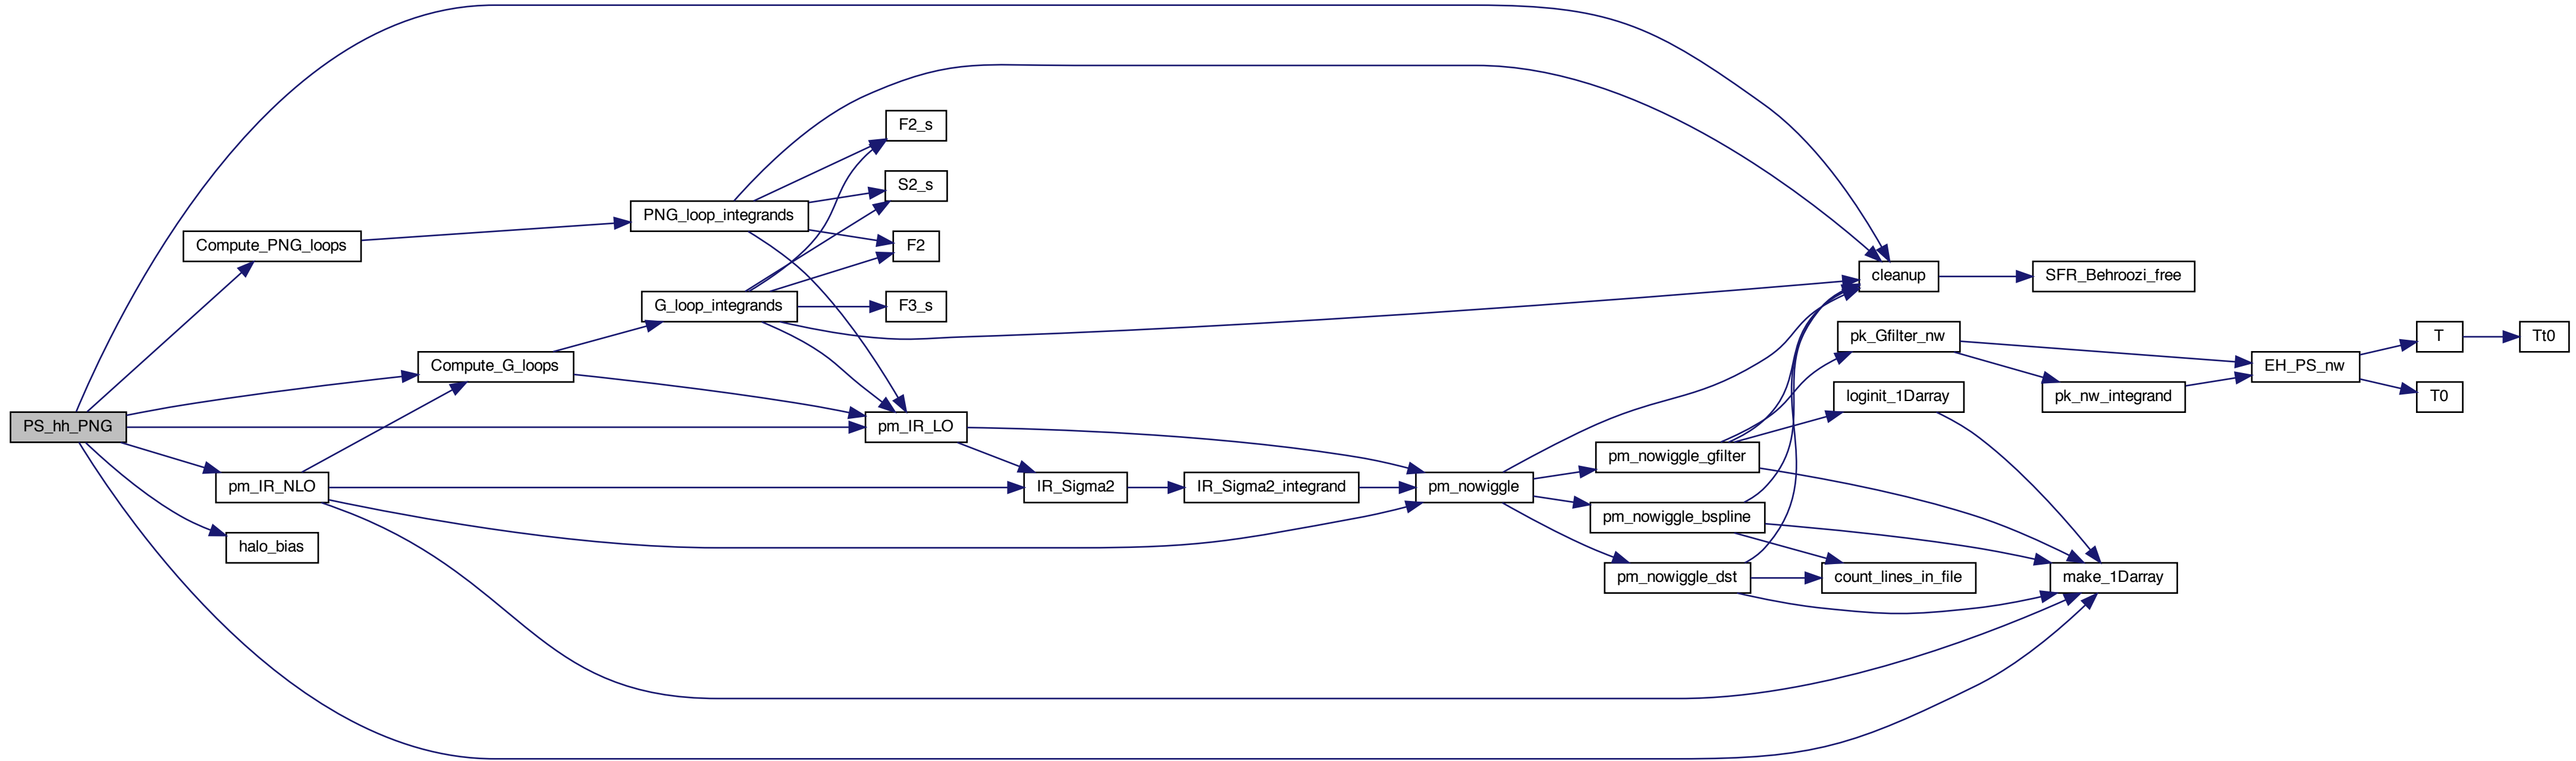 PS_hh_PNG
Compute_PNG_loops
pm_IR_NLO
halo_bias
Compute_G_loops
PNG_loop_integrands
G_loop_integrands
F2_s
S2_s
F2
F3_s
pm_IR_LO
IR_Sigma2
IR_Sigma2_integrand
pm_nowiggle
pm_nowiggle_gfilter
pm_nowiggle_bspline
pm_nowiggle_dst
cleanup
pk_Gfilter_nw
loginit_1Darray
count_lines_in_file
SFR_Behroozi_free
pk_nw_integrand
make_1Darray
EH_PS_nw
T
T0
Tt0